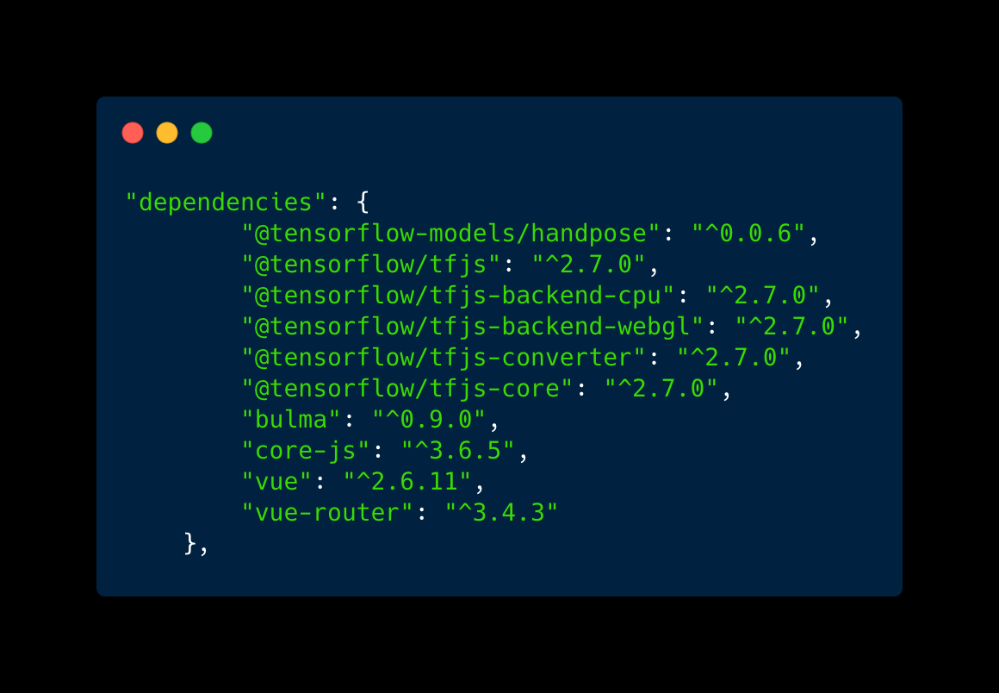 "dependencies": {
"@tensorflow-models/handpose": "^0.0.6",
"@tensorflow/tfjs": "^2.7.0",
"@tensorflow/tfjs-backend-cpu": "^2.7.0",
"@tensorflow/tfjs-backend-webgl": "^2.7.0",
"@tensorflow/tfjs-converter": "^2.7.0",
"@tensorflow/tfjs-core": "^2.7.0",
"bulma": "^0.9.0",
"core-js": "^3.6.5",
"vue": "^2.6.11",
"vue-router": "^3.4.3"
},